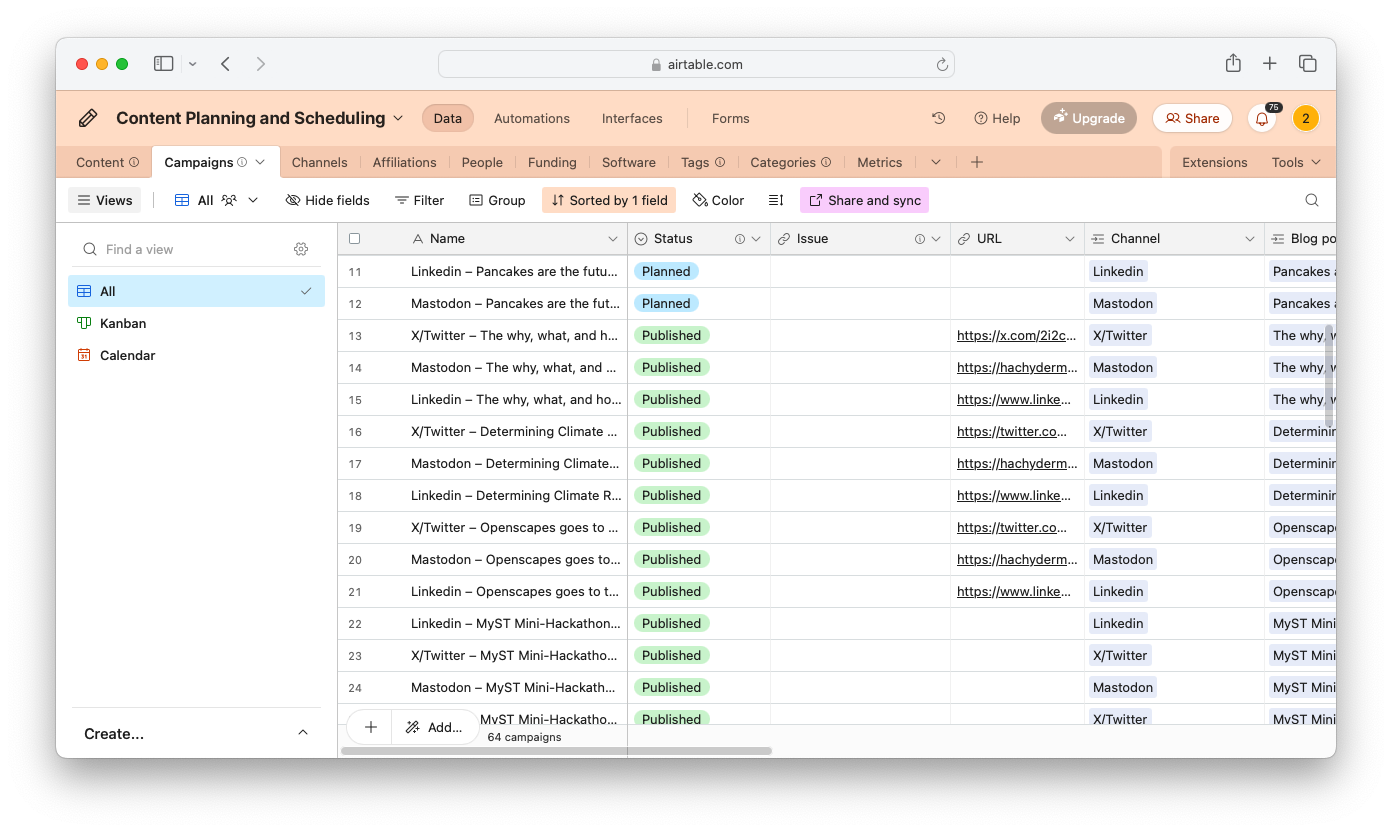 airtable.com
Content Planning and Scheduling Data Automations Interfaces Forms Help Upgrade Share 75 2
Content Campaigns Channels Affiliations People Funding Software Tags Categories Metrics Extensions Tools
Views All Hide fields Filter Group Sorted by 1 field Color Share and sync
Find a view
All
Kanban
Calendar
Create...
Name Status Issue URL Channel Blog po
11 Linkedin – Pancakes are the futu... Planned Linkedin Pancakes a
12 Mastodon – Pancakes are the fut... Planned Mastodon Pancakes a
13 X/Twitter – The why, what, and h... Published https://x.com/2i2c... X/Twitter The why, w
14 Mastodon – The why, what, and ... Published https://hachyderm... Mastodon The why, w
15 Linkedin – The why, what, and ho... Published https://www.linke... Linkedin The why, w
16 X/Twitter – Determining Climate ... Published https://twitter.co... X/Twitter Determinin
17 Mastodon – Determining Climate... Published https://hachyderm... Mastodon Determinin
18 Linkedin – Determining Climate R... Published https://www.linke... Linkedin Determinin
19 X/Twitter – Openscapes goes to ... Published https://twitter.co... X/Twitter Openscape
20 Mastodon – Openscapes goes to... Published https://hachyderm... Mastodon Openscape
21 Linkedin – Openscapes goes to t... Published https://www.linke... Linkedin Openscape
22 Linkedin – MyST Mini-Hackathon... Published Linkedin MyST Mini
23 X/Twitter – MyST Mini-Hackatho... Published X/Twitter MyST Mini
24 Mastodon – MyST Mini-Hackath... Published Mastodon MyST Mini
MyST Mini-Hackatho... Published X/Twitter MyST Mini
Add...
64 campaigns